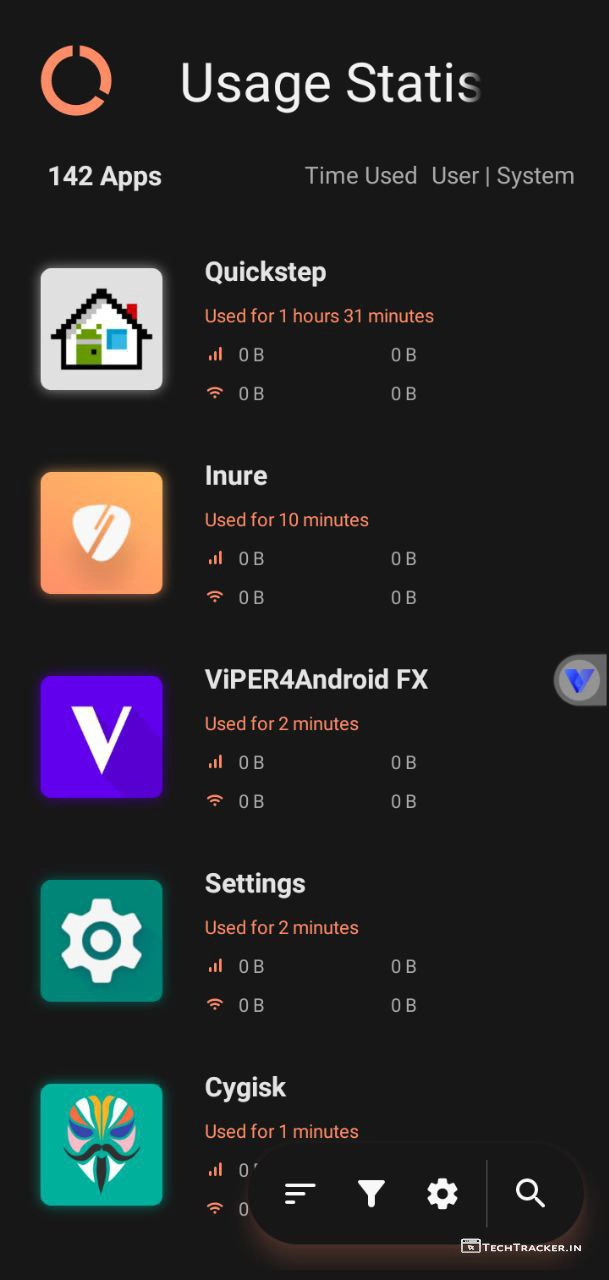 Usage Statis
142 Apps
Time Used User | System
Quickstep
Used for 1 hours 31 minutes
0 B 0 B
0 B 0 B
Inure
Used for 10 minutes
0 B 0 B
0 B 0 B
ViPER4Android FX
Used for 2 minutes
0 B 0 B
0 B 0 B
Settings
Used for 2 minutes
0 B 0 B
0 B 0 B
Cygisk
Used for 1 minutes
0
0
TECHTRACKER.IN